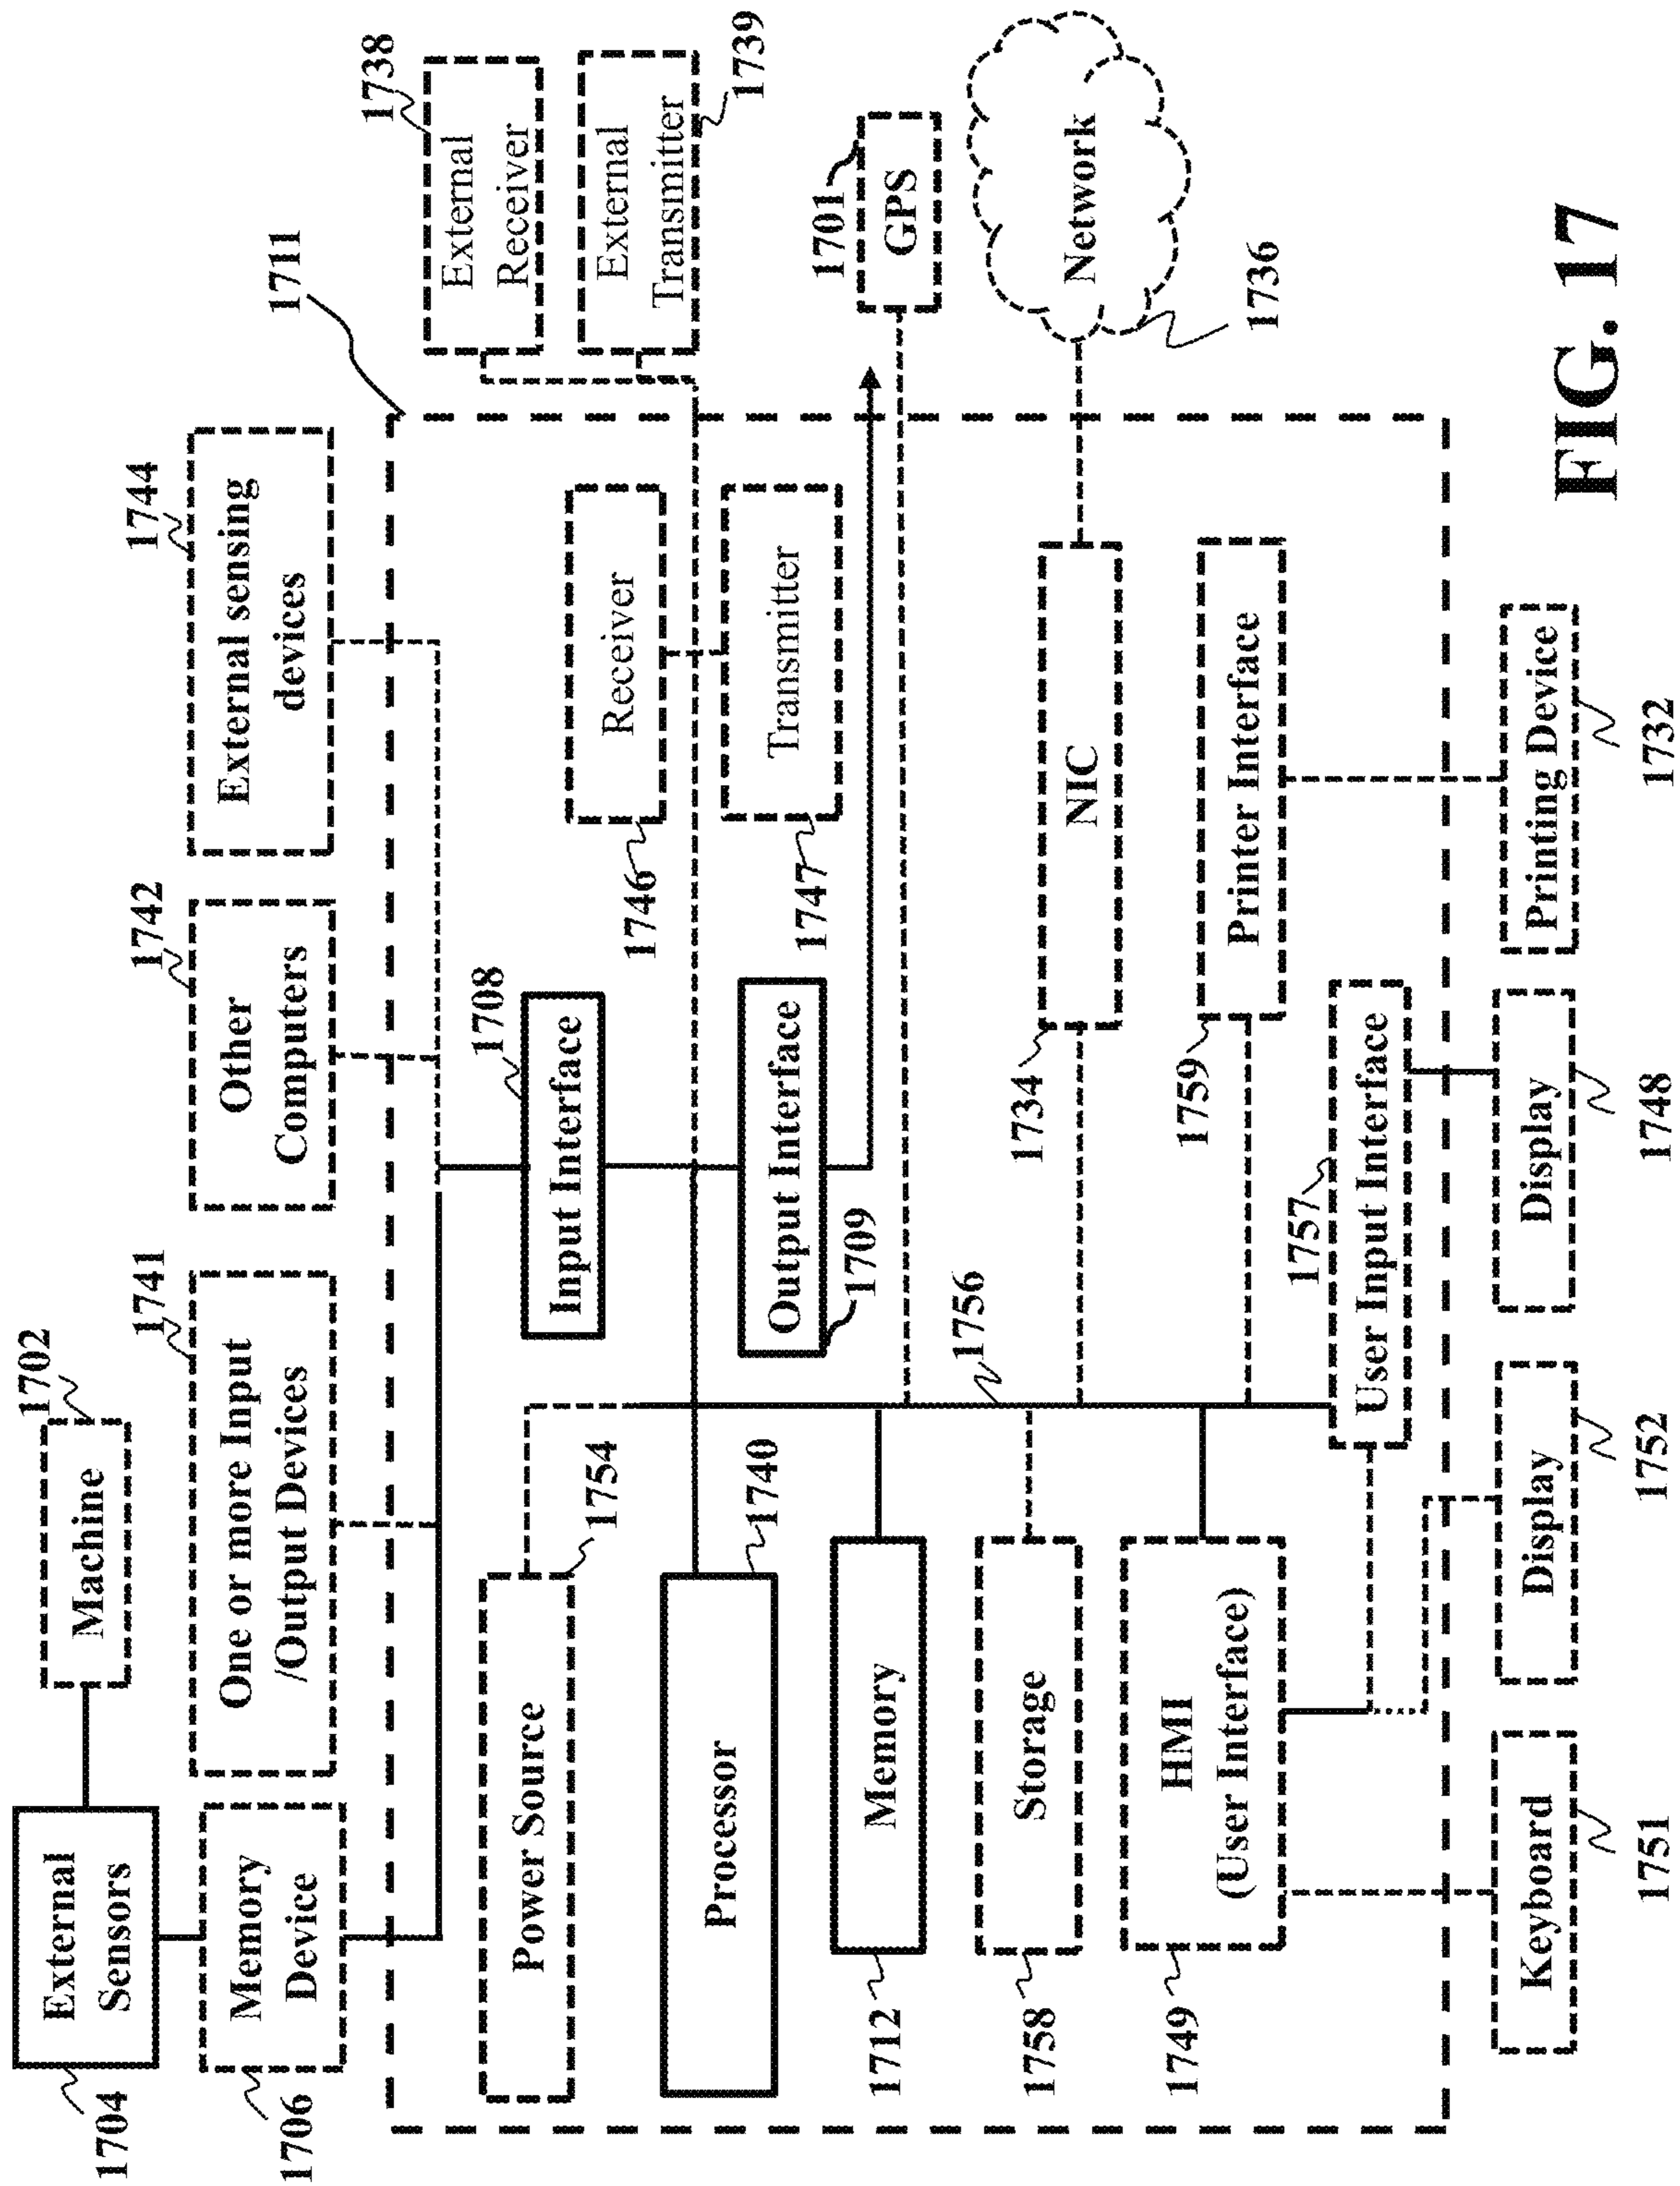 1704
External
Sensors
Machine
1702
1706
Memory
Device
One or more Input
/Output Devices
1741
Other
Computers
1742
External sensing
devices
1744
1711
Power Source
1754
Input Interface
1708
Receiver
1746
External
Receiver
1738
Processor
1740
Output Interface
1709
Transmitter
1747
External
Transmitter
1739
1712
Memory
1756
GPS
1701
1758
Storage
1734
NIC
Network
1736
1749
HMI
(User Interface)
1759
Printer Interface
1757
User Input Interface
Keyboard
1751
Display
1752
Display
1748
Printing Device
1732
FIG. 17